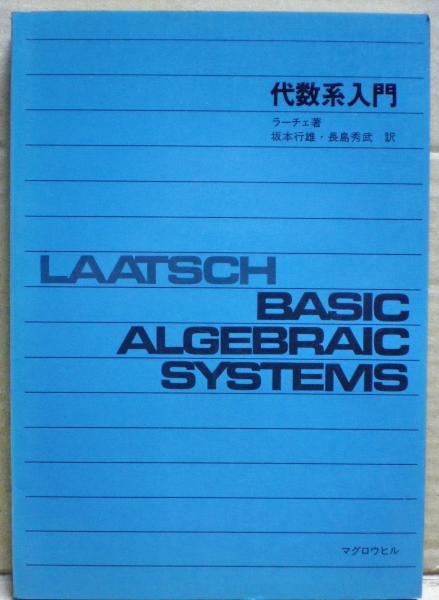 代数系入門
ラーチェ著
坂本行雄・長島秀武 訳
LAATSCH
BASIC
ALGEBRAIC
SYSTEMS
マグロウヒル